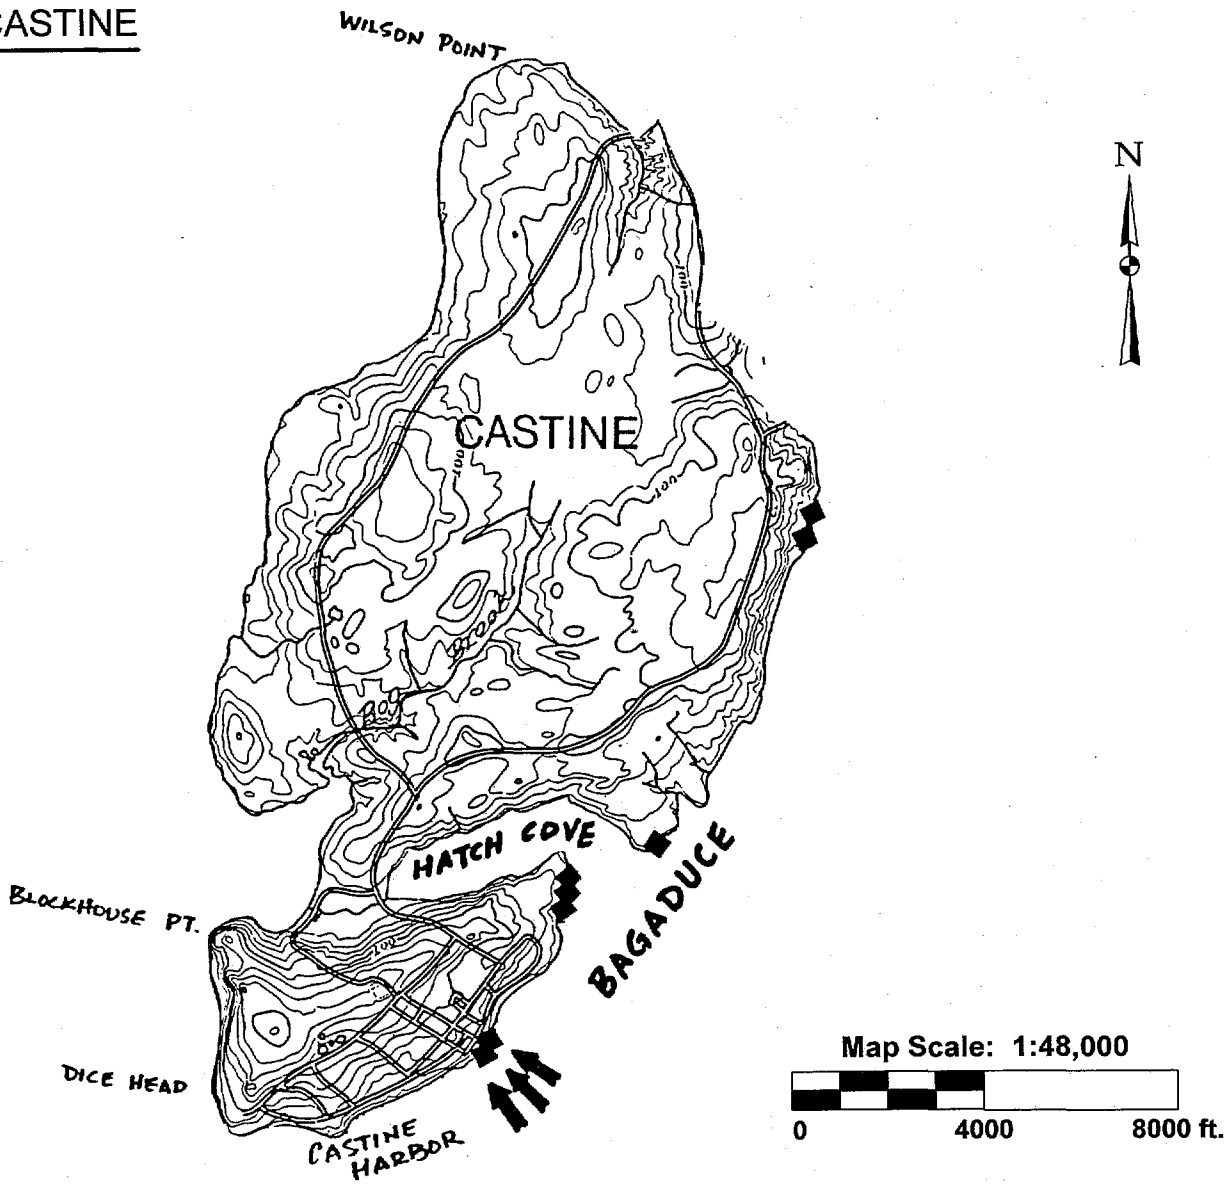 CASTINE
WILSON POINT
N
100
CASTINE
100
100
HATCH COVE
BAGADUCE
BLOCKHOUSE PT.
100
DICE HEAD
CASTINE
HARBOR
Map Scale: 1:48,000
0 4000 8000 ft.